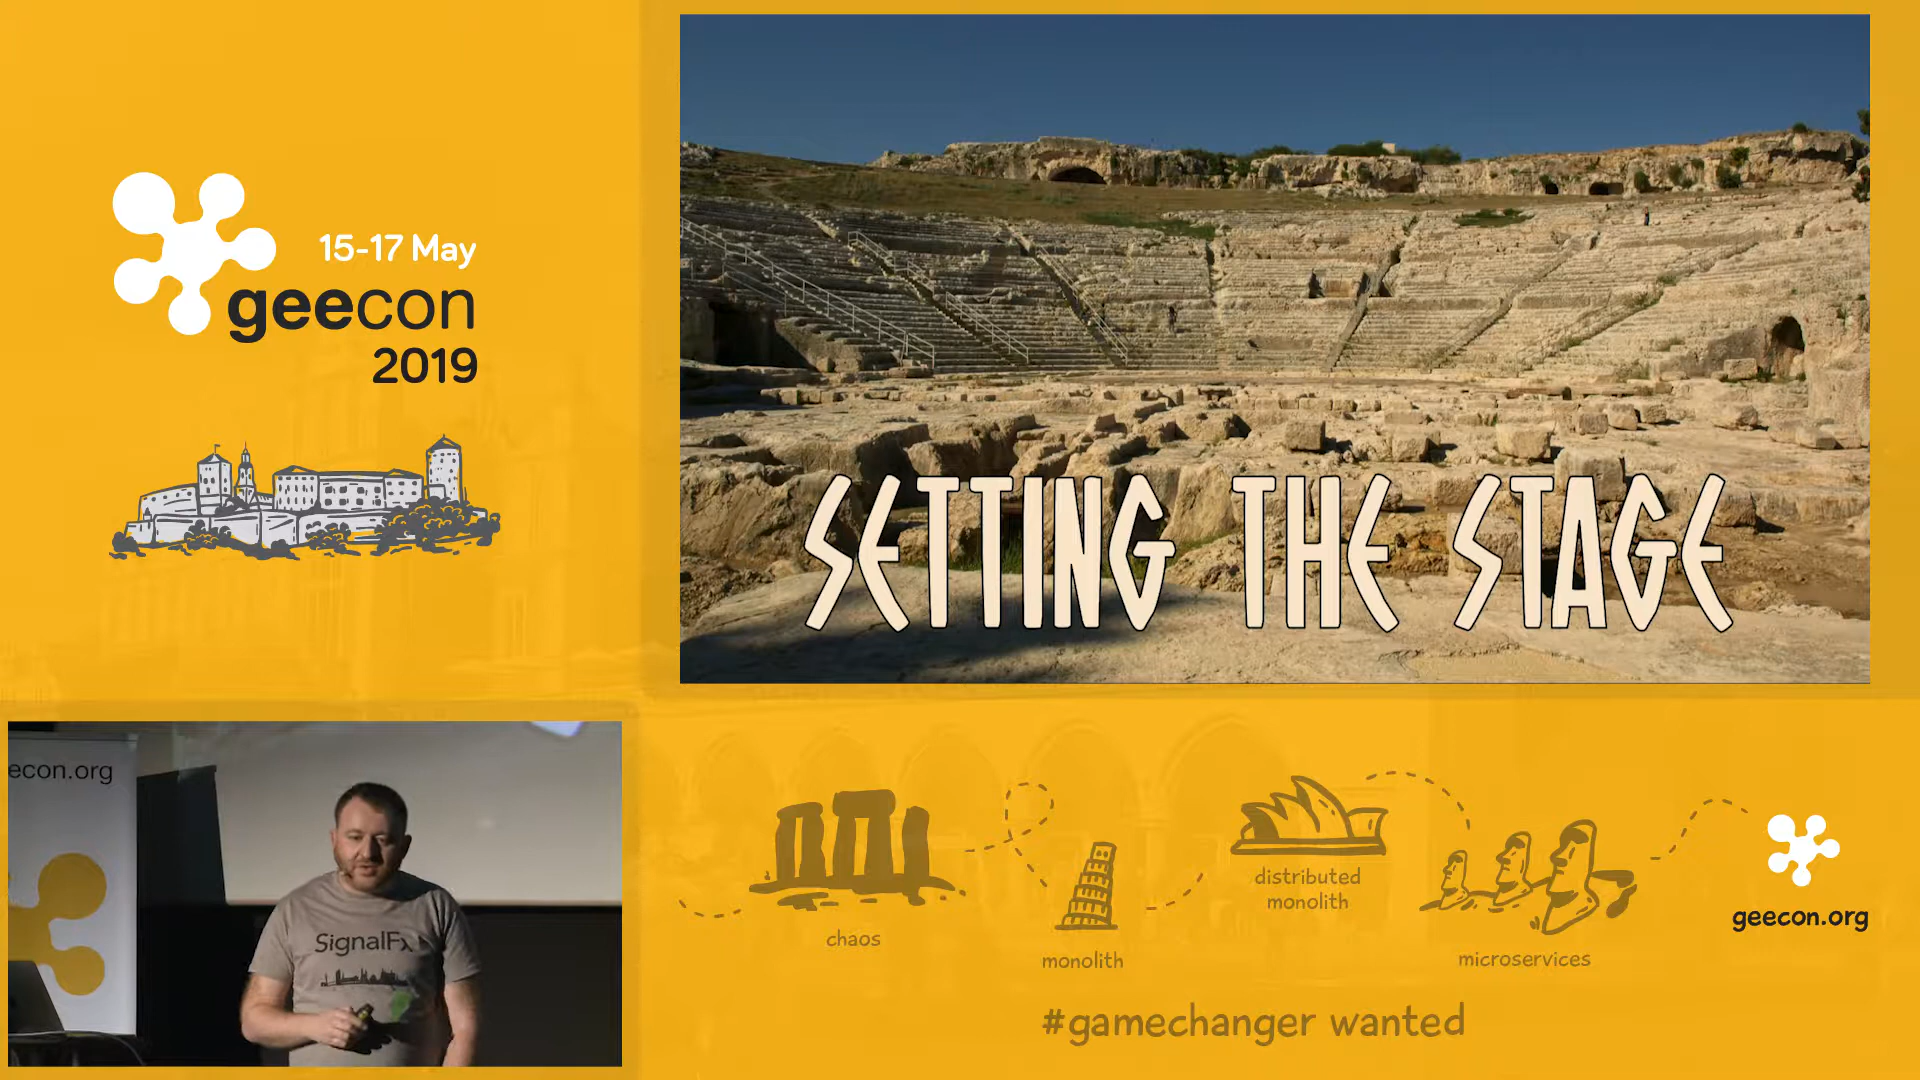 15-17 May
geecon
2019
SETTING THE STAGE
econ.org
SignalFx
chaos
monolith
distributed
monolith
microservices
geecon.org
#gamechanger wanted